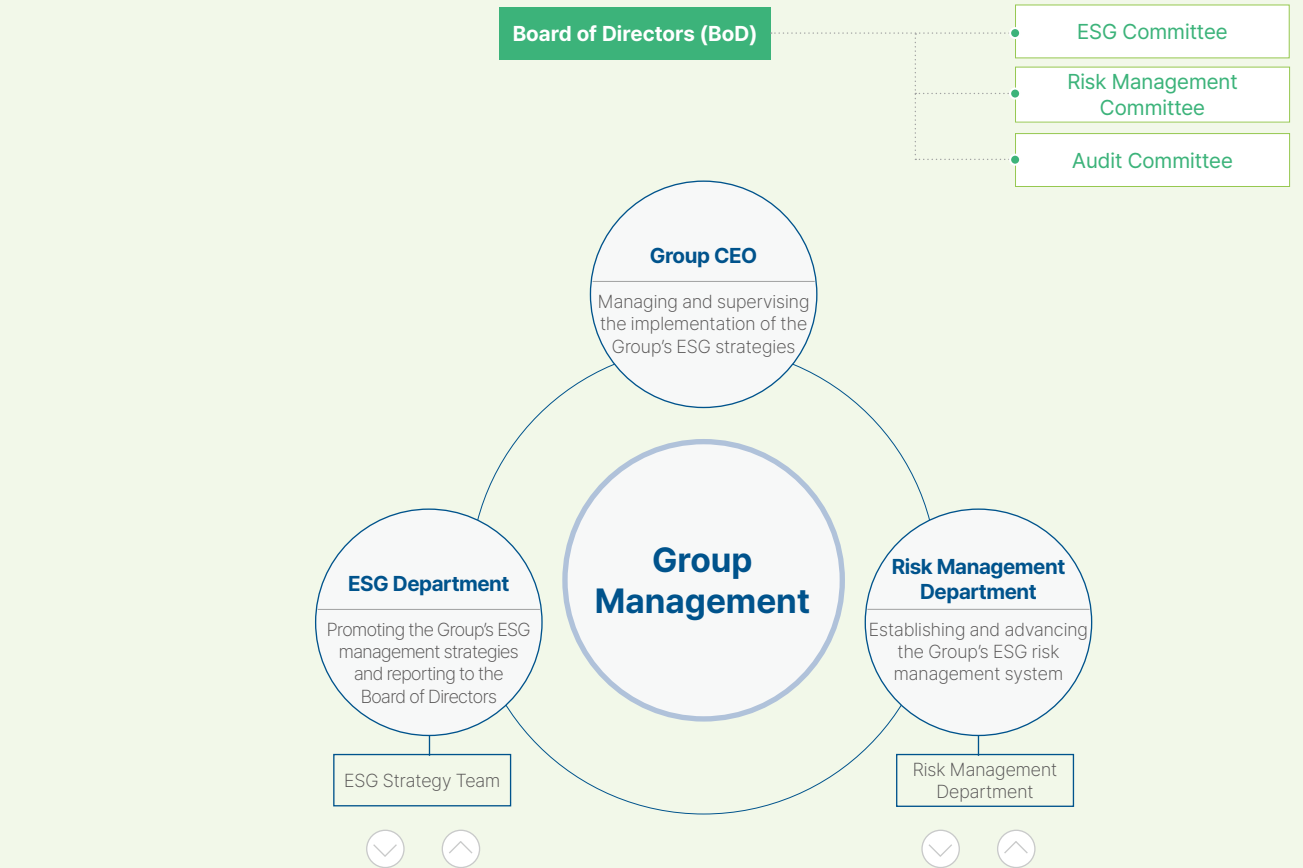 Board of Directors (BoD)
ESG Committee
Risk Management
Committee
Audit Committee
Group CEO
Managing and supervising
the implementation of the
Group’s ESG strategies
Group
Management
ESG Department
Promoting the Group’s ESG
management strategies
and reporting to the
Board of Directors
Risk Management
Department
Establishing and advancing
the Group’s ESG risk
management system
ESG Strategy Team
Risk Management
Department